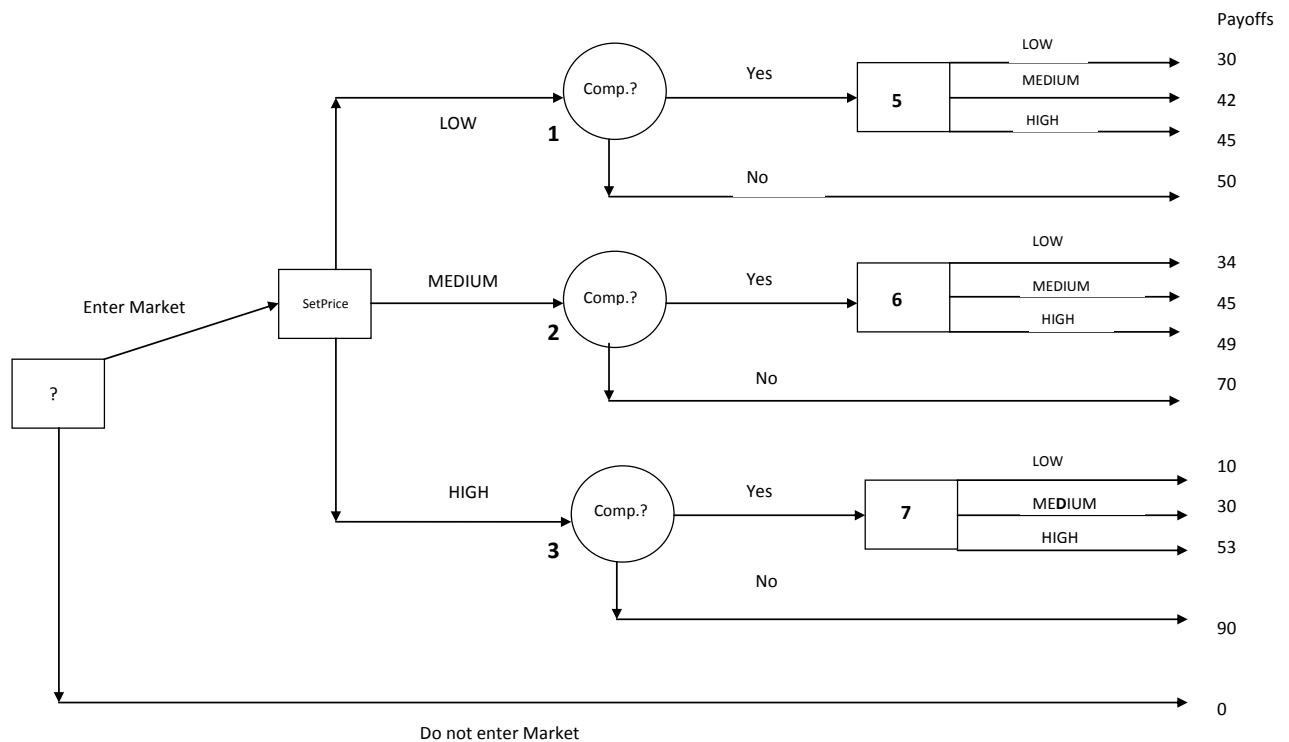 Payoffs
LOW
30
Comp.?
Yes
5
MEDIUM
42
LOW
1
HIGH
45
No
50
LOW
34
MEDIUM
Comp.?
Yes
6
MEDIUM
45
Enter Market
SetPrice
2
HIGH
49
No
70
?
LOW
10
HIGH
Comp.?
Yes
7
MEDIUM
30
3
HIGH
53
No
90
0
Do not enter Market